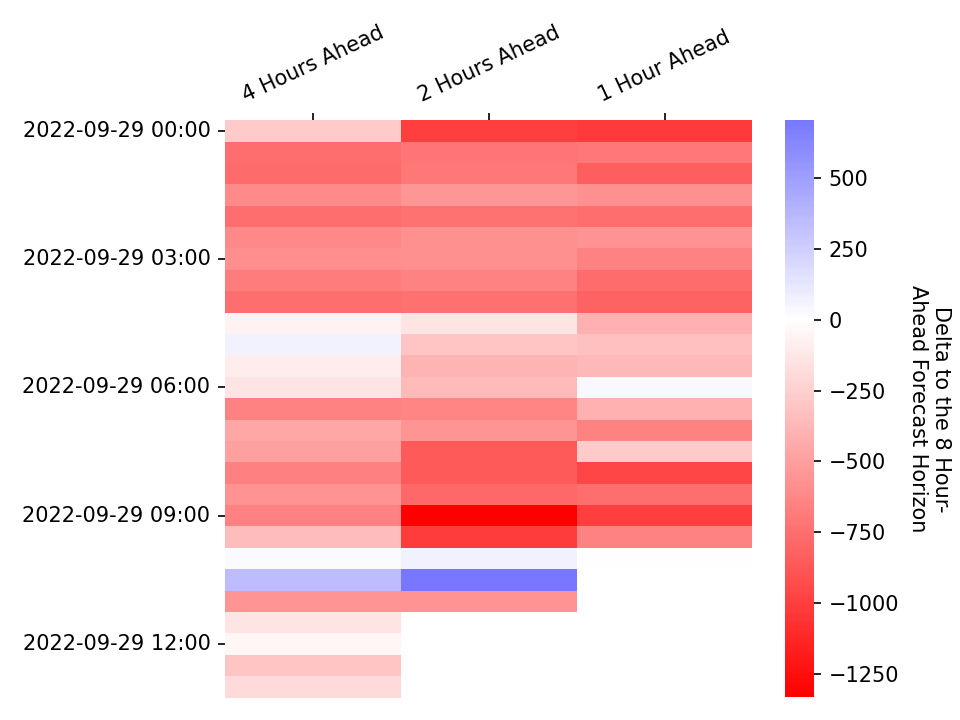 4 Hours Ahead
2 Hours Ahead
1 Hour Ahead
2022-09-29 00:00
2022-09-29 03:00
2022-09-29 06:00
2022-09-29 09:00
2022-09-29 12:00
500
250
0
−250
−500
−750
−1000
−1250
Delta to the 8 Hour-
Ahead Forecast Horizon